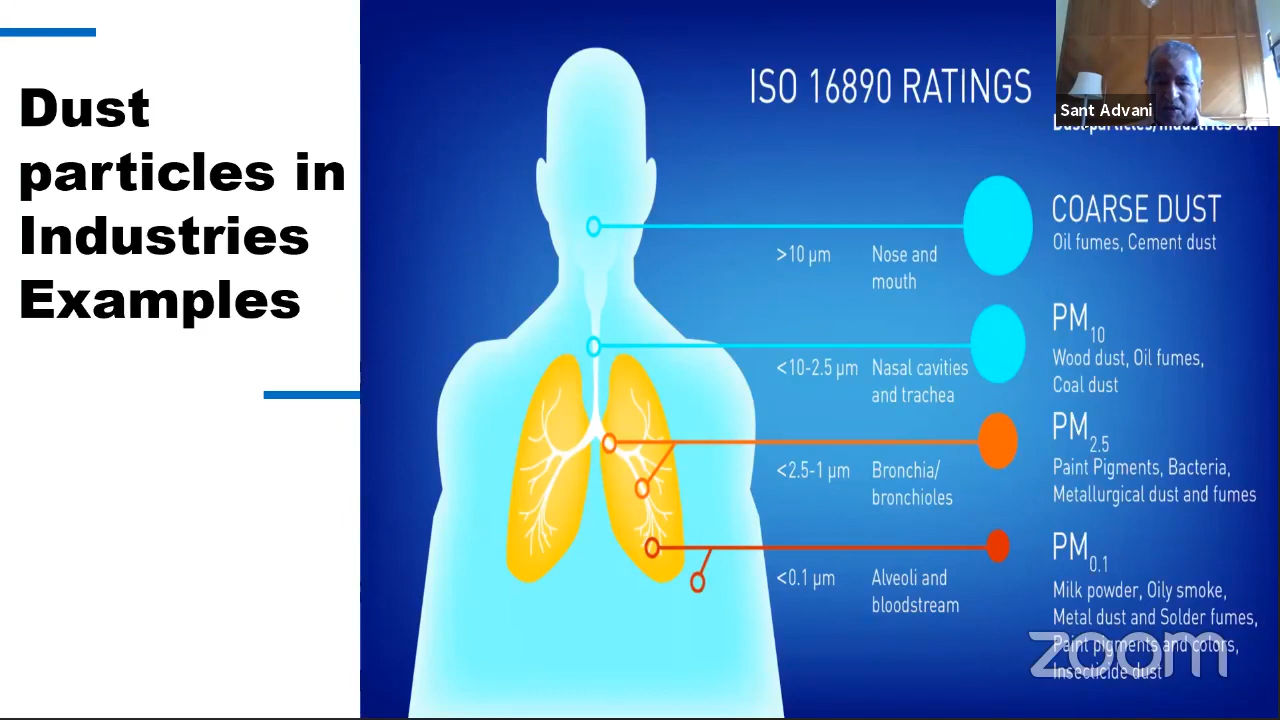 Dust
particles in
Industries
Examples
ISO 16890 RATINGS
Sant Advani
Dust particles/Industries ex.
COARSE DUST
Oil fumes, Cement dust
>10 µm
Nose and
mouth
PM10
Wood dust, Oil fumes,
Coal dust
<10-2.5 µm
Nasal cavities
and trachea
PM2.5
Paint Pigments, Bacteria,
Metallurgical dust and fumes
<2.5-1 µm
Bronchia/
bronchioles
PM0.1
Milk powder, Oily smoke,
Metal dust and Solder fumes,
Paint pigments and colors,
Insecticide dust
<0.1 µm
Alveoli and
bloodstream
zoom